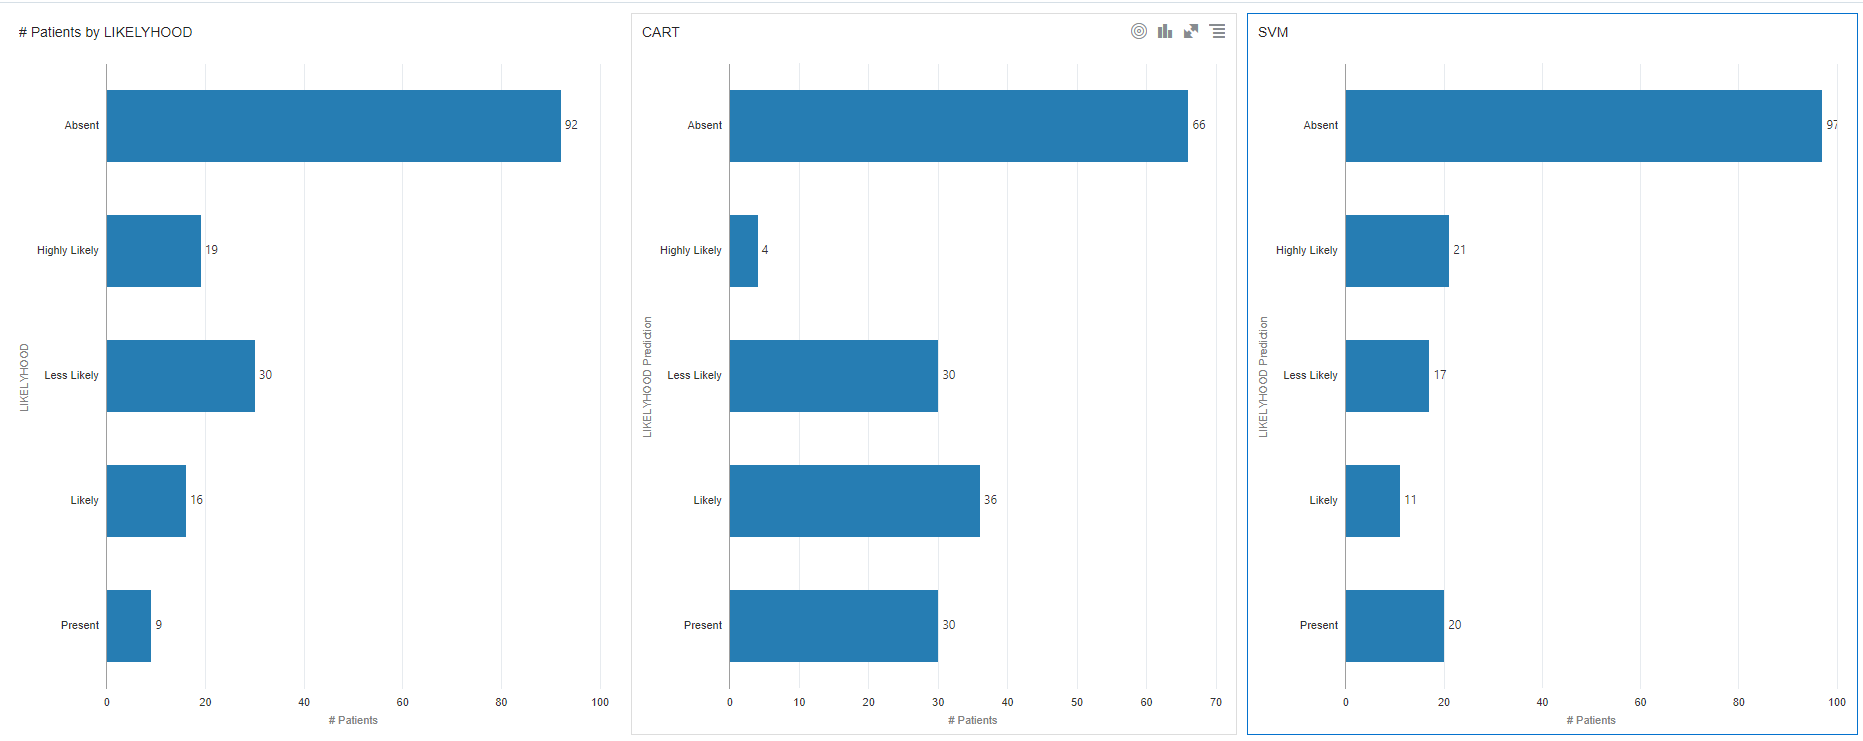 # Patients by LIKELYHOOD
LIKELYHOOD
Absent 92
Highly Likely 19
Less Likely 30
Likely 16
Present 9
0 20 40 60 80 100
# Patients
CART
LIKELYHOOD Prediction
Absent 66
Highly Likely 4
Less Likely 30
Likely 36
Present 30
0 10 20 30 40 50 60 70
# Patients
SVM
LIKELYHOOD Prediction
Absent 97
Highly Likely 21
Less Likely 17
Likely 11
Present 20
0 20 40 60 80 100
# Patients